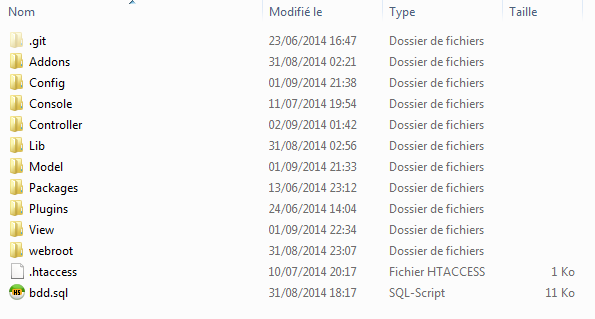 Nom Modifié le Type Taille
.git 23/06/2014 16:47 Dossier de fichiers
Addons 31/08/2014 02:21 Dossier de fichiers
Config 01/09/2014 21:38 Dossier de fichiers
Console 11/07/2014 19:54 Dossier de fichiers
Controller 02/09/2014 01:42 Dossier de fichiers
Lib 31/08/2014 02:56 Dossier de fichiers
Model 01/09/2014 21:33 Dossier de fichiers
Packages 13/06/2014 23:12 Dossier de fichiers
Plugins 24/06/2014 14:04 Dossier de fichiers
View 01/09/2014 22:34 Dossier de fichiers
webroot 31/08/2014 23:07 Dossier de fichiers
.htaccess 10/07/2014 20:17 Fichier HTACCESS 1 Ko
bdd.sql 31/08/2014 18:17 SQL-Script 11 Ko